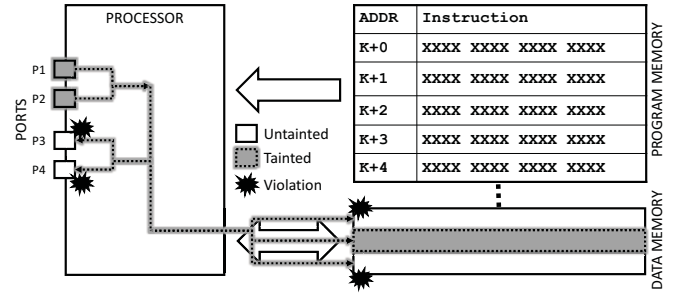 PROCESSOR
PORTS
P1
P2
P3
P4
Untainted
Tainted
Violation
ADDR Instruction
K+0 XXXX XXXX XXXX XXXX
K+1 XXXX XXXX XXXX XXXX
K+2 XXXX XXXX XXXX XXXX
K+3 XXXX XXXX XXXX XXXX
K+4 XXXX XXXX XXXX XXXX
PROGRAM MEMORY
DATA MEMORY